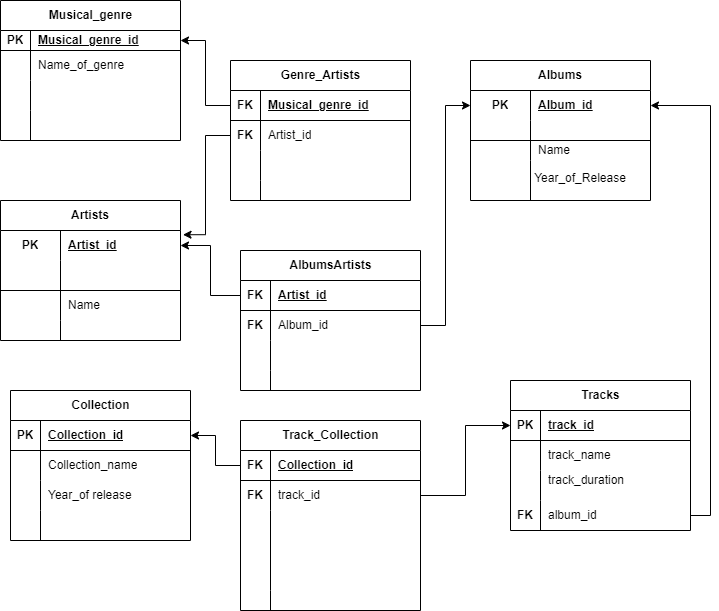 Musical_genre
PK Musical_genre_id
Name_of_genre
Genre_Artists
FK Musical_genre_id
FK Artist_id
Albums
PK Album_id
Name
Year_of_Release
Artists
PK Artist_id
Name
AlbumsArtists
FK Artist_id
FK Album_id
Collection
PK Collection_id
Collection_name
Year_of release
Track_Collection
FK Collection_id
FK track_id
Tracks
PK track_id
track_name
track_duration
FK album_id